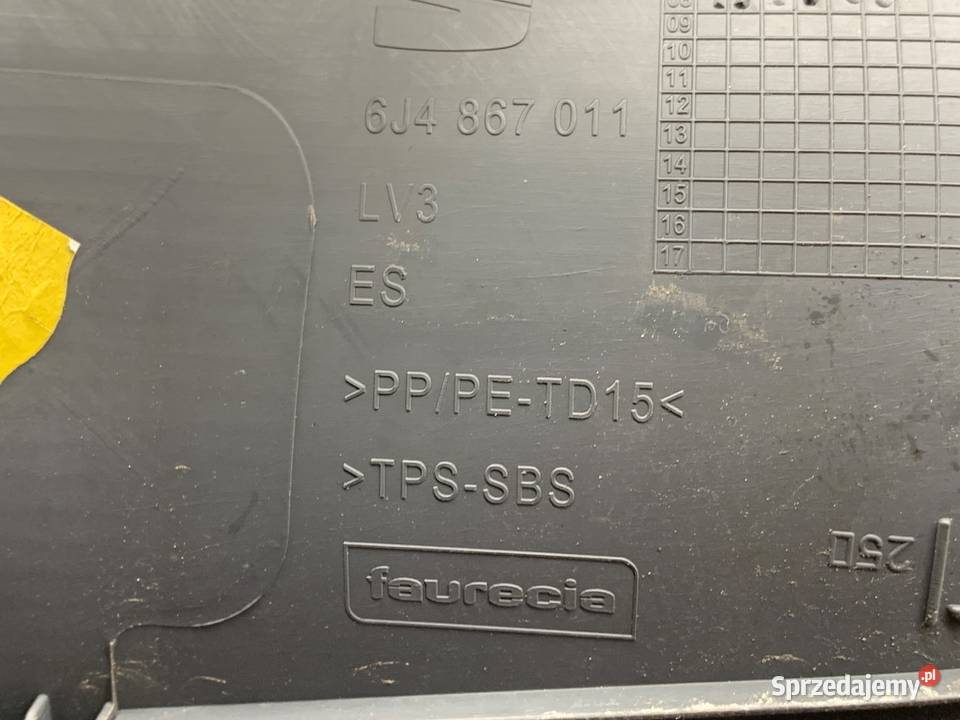 08
09
10
11
12
13
14
15
16
17
6J4 867 011
LV3
ES
>PP/PE-TD15<
>TPS-SBS
faurecia
Sprzedajemy.pl